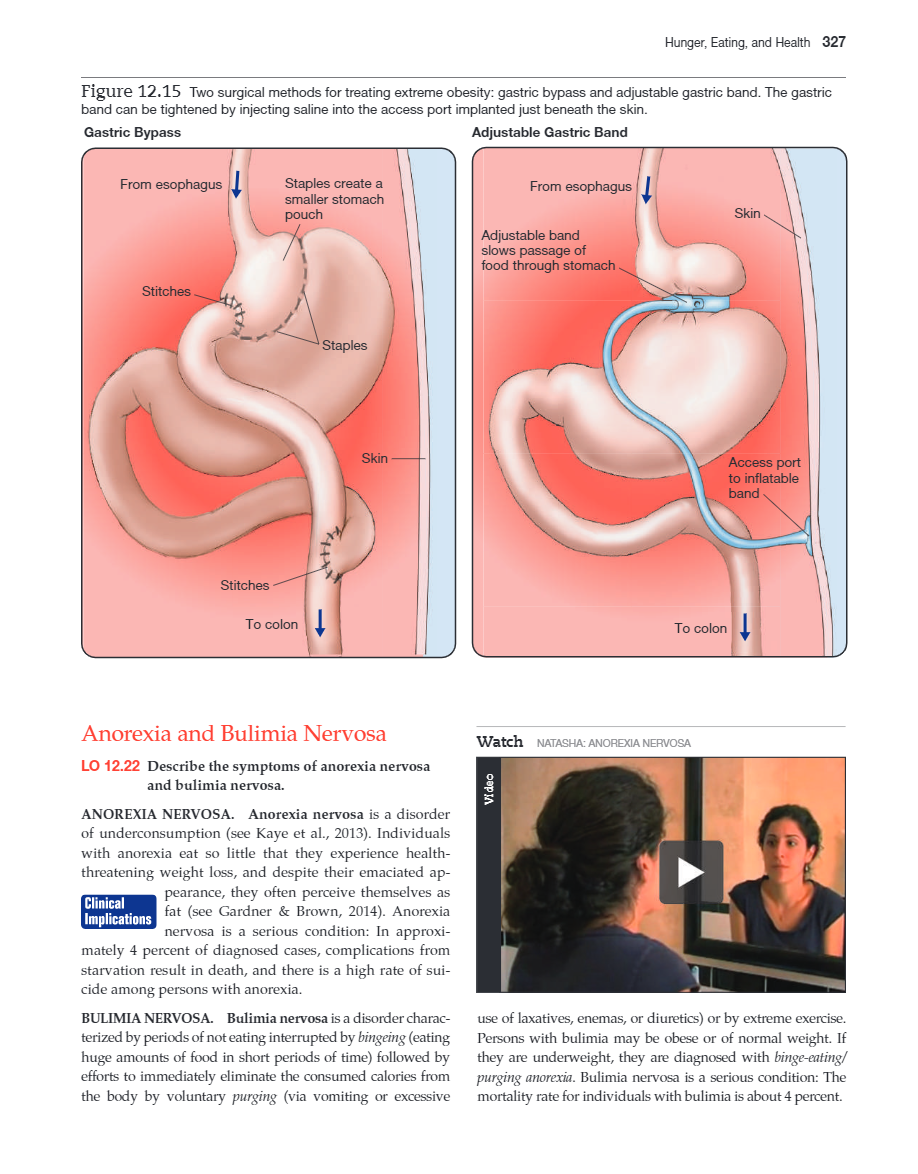 Hunger, Eating, and Health 327
Figure 12.15 Two surgical methods for treating extreme obesity: gastric bypass and adjustable gastric band. The gastric
band can be tightened by injecting saline into the access port implanted just beneath the skin.
Gastric Bypass
From esophagus
Staples create a
smaller stomach
pouch
Stitches
Staples
Skin
Stitches
To colon
Adjustable Gastric Band
From esophagus
Skin
Adjustable band
slows passage of
food through stomach
Access port
to inflatable
band
To colon
Anorexia and Bulimia Nervosa
LO 12.22 Describe the symptoms of anorexia nervosa
and bulimia nervosa.
ANOREXIA NERVOSA. Anorexia nervosa is a disorder
of underconsumption (see Kaye et al., 2013). Individuals
with anorexia eat so little that they experience health-
threatening weight loss, and despite their emaciated ap-
pearance, they often perceive themselves as
Clinical
Implications
fat (see Gardner & Brown, 2014). Anorexia
nervosa is a serious condition: In approxi-
mately 4 percent of diagnosed cases, complications from
starvation result in death, and there is a high rate of sui-
cide among persons with anorexia.
BULIMIA NERVOSA. Bulimia nervosa is a disorder charac-
terized by periods of not eating interrupted by bingeing (eating
huge amounts of food in short periods of time) followed by
efforts to immediately eliminate the consumed calories from
the body by voluntary purging (via vomiting or excessive
Watch NATASHA: ANOREXIA NERVOSA
Video
use of laxatives, enemas, or diuretics) or by extreme exercise.
Persons with bulimia may be obese or of normal weight. If
they are underweight, they are diagnosed with binge-eating/
purging anorexia. Bulimia nervosa is a serious condition: The
mortality rate for individuals with bulimia is about 4 percent.